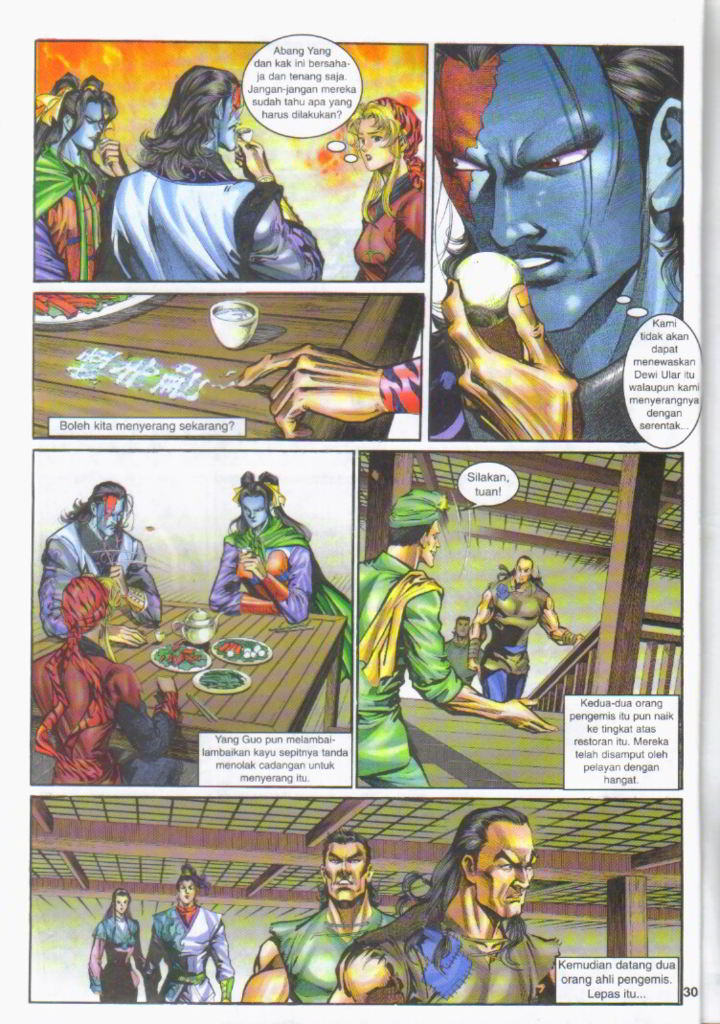 Abang Yang
dan kak ini bersaha-
ja dan tenang saja.
Jangan-jangan mereka
sudah tahu apa yang
harus dilakukan?
Kami
tidak akan
dapat
menewaskan
Dewi Ular itu
walaupun kami
menyerangnya
dengan
serentak...
Boleh kita menyerang sekarang?
Yang Guo pun melambai-
lambaikan kayu sepitnya tanda
menolak cadangan untuk
menyerang itu.
Silakan,
tuan!
Kedua-dua orang
pengemis itu pun naik
ke tingkat atas
restoran itu. Mereka
telah disamput oleh
pelayan dengan
hangat.
Kemudian datang dua
orang ahli pengemis.
Lepas itu...
30